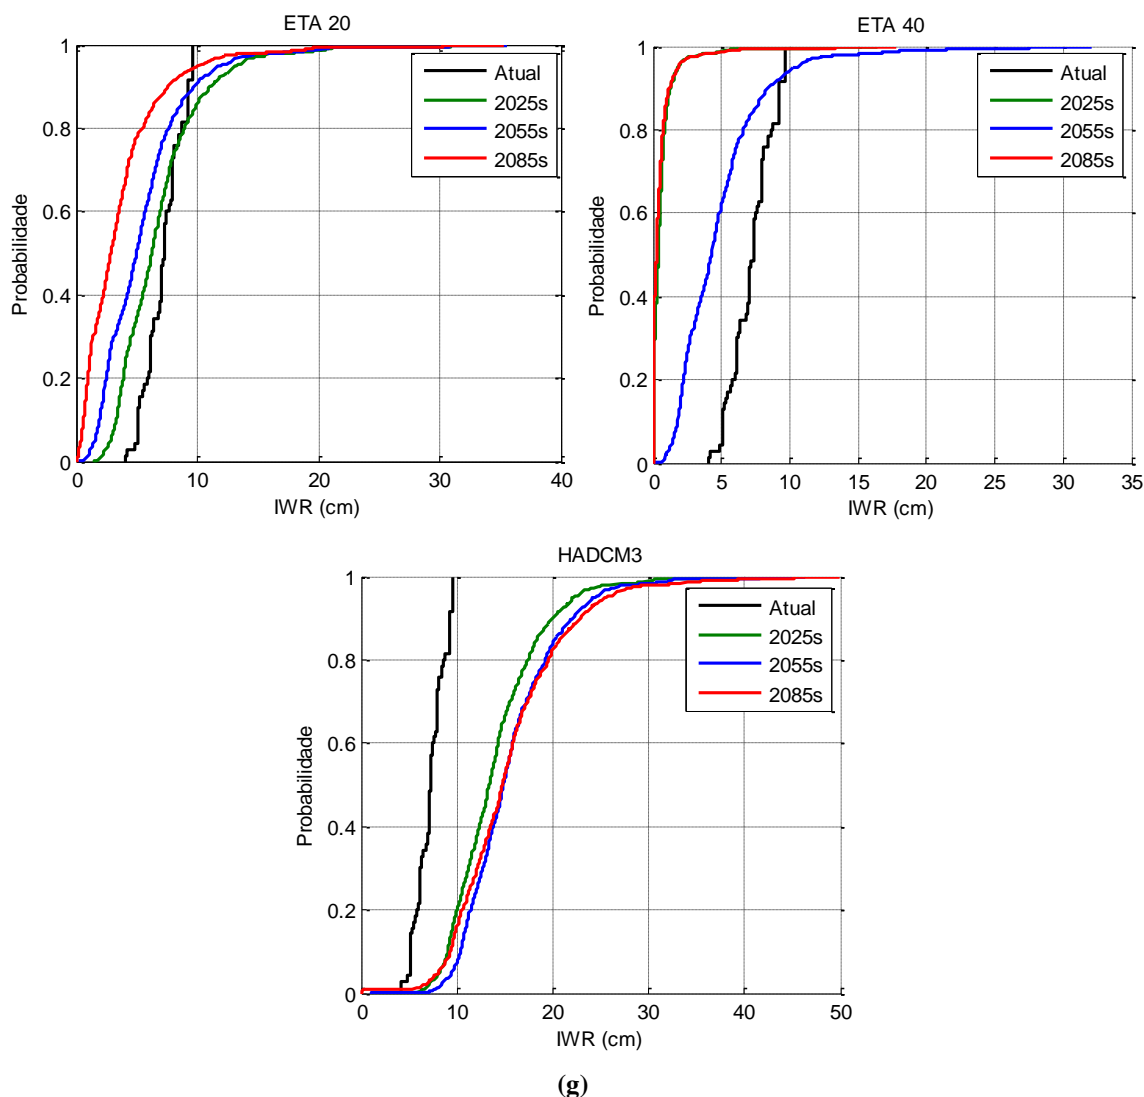 ETA 20
1
0.8
0.6
0.4
0.2
0
Probabilidade
Atual
2025s
2055s
2085s
0 10 20 30 40
IWR (cm)
ETA 40
1
0.8
0.6
0.4
0.2
0
Probabilidade
Atual
2025s
2055s
2085s
0 5 10 15 20 25 30 35
IWR (cm)
HADCM3
1
0.8
0.6
0.4
0.2
0
Probabilidade
Atual
2025s
2055s
2085s
0 10 20 30 40 50
IWR (cm)
(g)